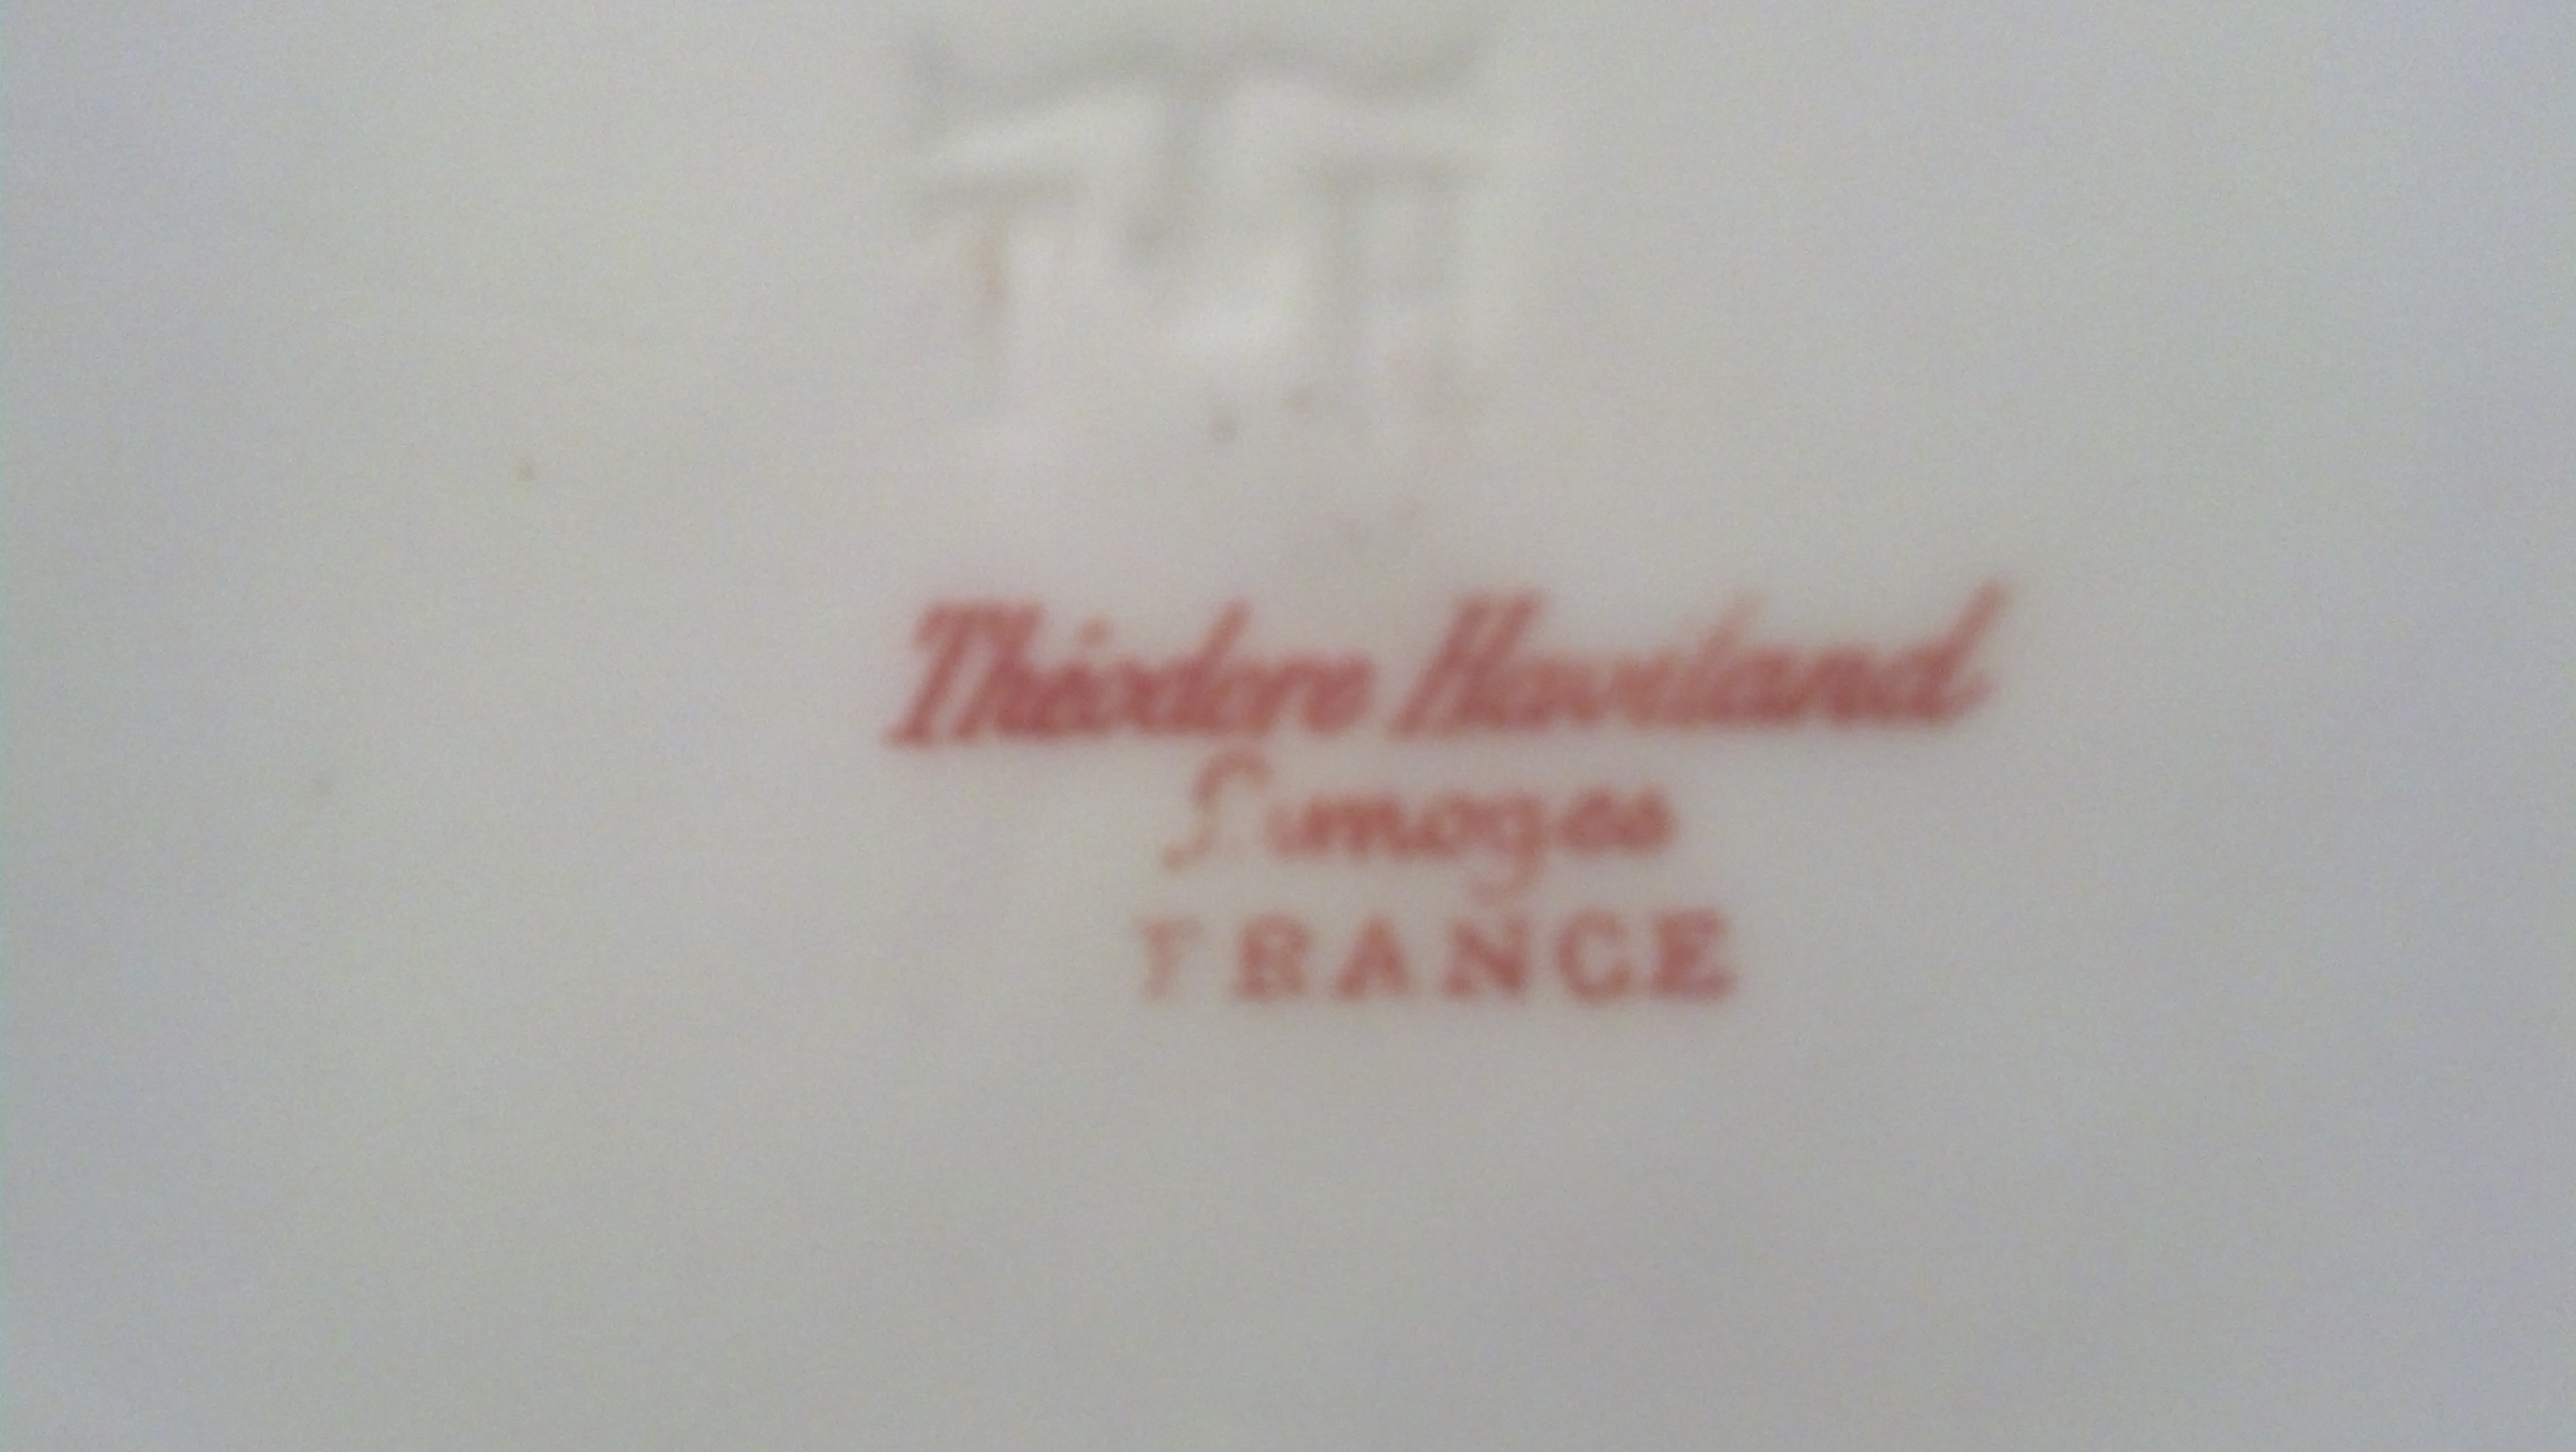 Théodore Haviland
Limoges
FRANCE